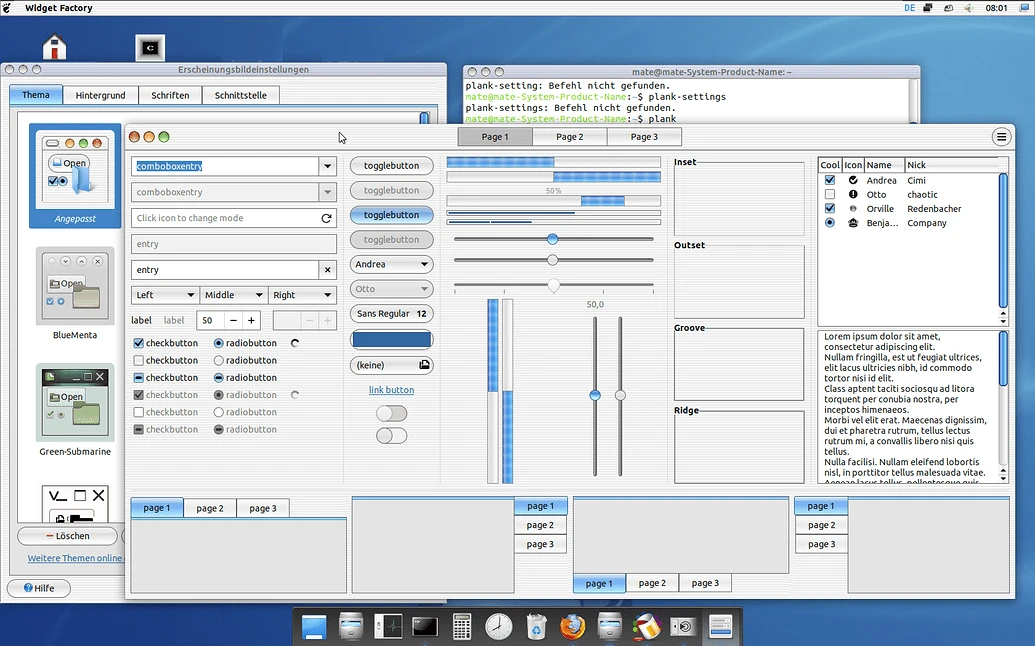 Widget Factory
DE
08:01
C
Erscheinungsbildeinstellungen
Thema
Hintergrund
Schriften
Schnittstelle
Open
Angepasst
Open
BlueMenta
Open
Green-Submarine
Löschen
Weitere Themen online
Hilfe
mate@mate-System-Product-Name: ~
plank-setting: Befehl nicht gefunden.
mate@mate-System-Product-Name:~$ plank-settings
plank-settings: Befehl nicht gefunden.
mate@mate-System-Product-Name:~$ plank
Page 1
Page 2
Page 3
comboboxentry
comboboxentry
Click icon to change mode
entry
entry
Left
Middle
Right
label
label
50
checkbutton
radiobutton
checkbutton
radiobutton
checkbutton
radiobutton
checkbutton
radiobutton
checkbutton
radiobutton
checkbutton
radiobutton
togglebutton
togglebutton
togglebutton
togglebutton
Andrea
Otto
Sans Regular 12
(keine)
link button
50%
50,0
Inset
Outset
Groove
Ridge
Cool Icon Name Nick
Andrea Cimi
Otto chaotic
Orville Redenbacher
Benja... Company
Lorem ipsum dolor sit amet,
consectetur adipiscing elit.
Nullam fringilla, est ut feugiat ultrices,
elit lacus ultricies nibh, id commodo
tortor nisi id elit.
Class aptent taciti sociosqu ad litora
torquent per conubia nostra, per
inceptos himenaeos.
Morbi vel elit erat. Maecenas dignissim,
dui et pharetra rutrum, tellus lectus
rutrum mi, a convallis libero nisi quis
tellus.
Nulla facilisi. Nullam eleifend lobortis
nisl, in porttitor tellus malesuada vitae.
Aenean lacus tellus, pellentesque quis
page 1
page 2
page 3
page 1
page 2
page 3
page 1
page 2
page 3
page 1
page 2
page 3